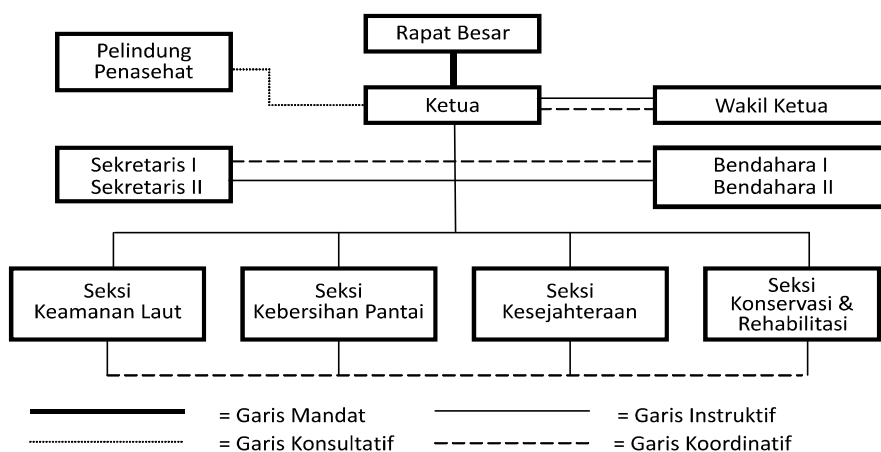 Rapat Besar
Pelindung
Penasehat
Ketua
Wakil Ketua
Sekretaris I
Sekretaris II
Bendahara I
Bendahara II
Seksi
Keamanan Laut
Seksi
Kebersihan Pantai
Seksi
Kesejahteraan
Seksi
Konservasi &
Rehabilitasi
= Garis Mandat
= Garis Instruktif
= Garis Konsultatif
= Garis Koordinatif